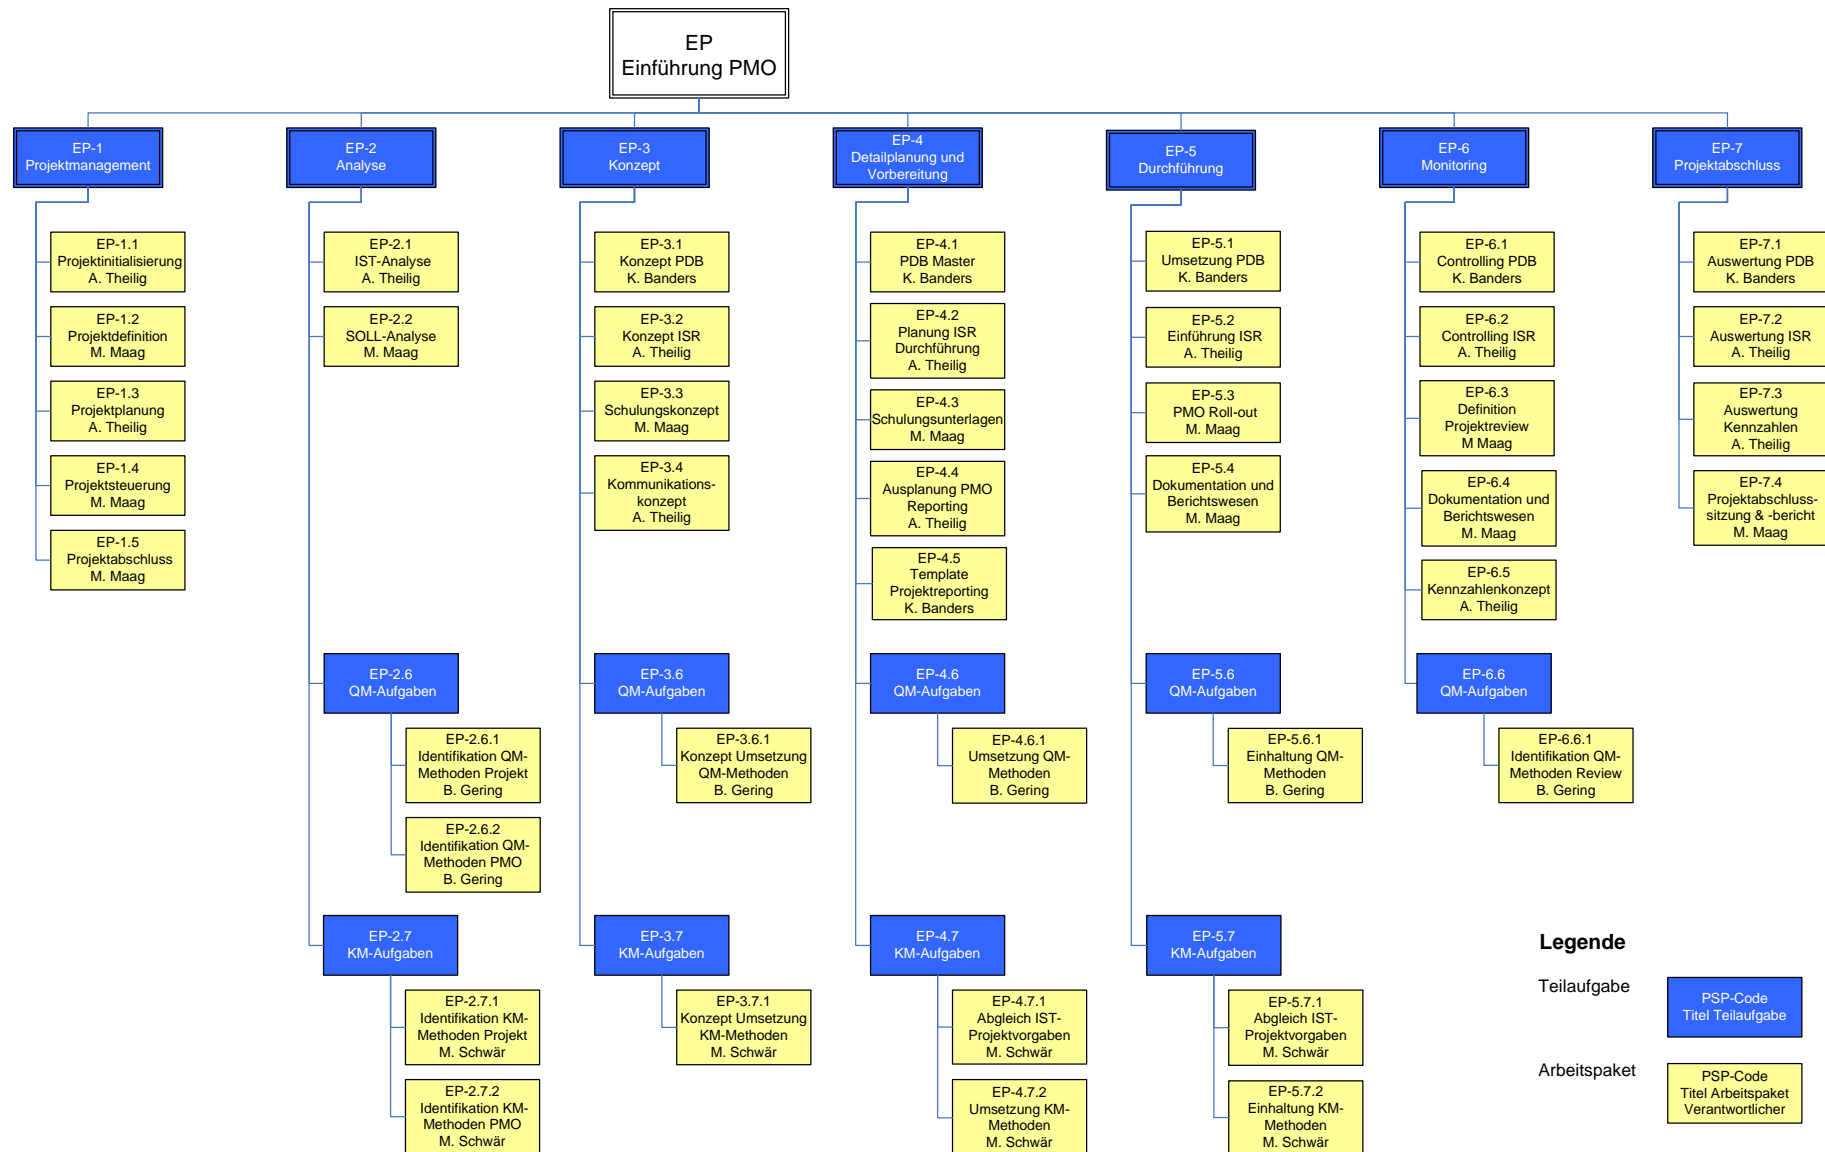 EP
Einführung PMO
EP-1
Projektmanagement
EP-1.1
Projektinitialisierung
A. Theilig
EP-1.2
Projektdefinition
M. Maag
EP-1.3
Projektplanung
A. Theilig
EP-1.4
Projektsteuerung
M. Maag
EP-1.5
Projektabschluss
M. Maag
EP-2
Analyse
EP-2.1
IST-Analyse
A. Theilig
EP-2.2
SOLL-Analyse
M. Maag
EP-2.6
QM-Aufgaben
EP-2.6.1
Identifikation QM-
Methoden Projekt
B. Gering
EP-2.6.2
Identifikation QM-
Methoden PMO
B. Gering
EP-2.7
KM-Aufgaben
EP-2.7.1
Identifikation KM-
Methoden Projekt
M. Schwär
EP-2.7.2
Identifikation KM-
Methoden PMO
M. Schwär
EP-3
Konzept
EP-3.1
Konzept PDB
K. Banders
EP-3.2
Konzept ISR
A. Theilig
EP-3.3
Schulungskonzept
M. Maag
EP-3.4
Kommunikations-
konzept
A. Theilig
EP-3.6
QM-Aufgaben
EP-3.6.1
Konzept Umsetzung
QM-Methoden
B. Gering
EP-3.7
KM-Aufgaben
EP-3.7.1
Konzept Umsetzung
KM-Methoden
M. Schwär
EP-4
Detailplanung und
Vorbereitung
EP-4.1
PDB Master
K. Banders
EP-4.2
Planung ISR
Durchführung
A. Theilig
EP-4.3
Schulungsunterlagen
M. Maag
EP-4.4
Ausplanung PMO
Reporting
A. Theilig
EP-4.5
Template
Projektreporting
K. Banders
EP-4.6
QM-Aufgaben
EP-4.6.1
Umsetzung QM-
Methoden
B. Gering
EP-4.7
KM-Aufgaben
EP-4.7.1
Abgleich IST-
Projektvorgaben
M. Schwär
EP-4.7.2
Umsetzung KM-
Methoden
M. Schwär
EP-5
Durchführung
EP-5.1
Umsetzung PDB
K. Banders
EP-5.2
Einführung ISR
A. Theilig
EP-5.3
PMO Roll-out
M. Maag
EP-5.4
Dokumentation und
Berichtswesen
M. Maag
EP-5.6
QM-Aufgaben
EP-5.6.1
Einhaltung QM-
Methoden
B. Gering
EP-5.7
KM-Aufgaben
EP-5.7.1
Abgleich IST-
Projektvorgaben
M. Schwär
EP-5.7.2
Einhaltung KM-
Methoden
M. Schwär
EP-6
Monitoring
EP-6.1
Controlling PDB
K. Banders
EP-6.2
Controlling ISR
A. Theilig
EP-6.3
Definition
Projektreview
M Maag
EP-6.4
Dokumentation und
Berichtswesen
M. Maag
EP-6.5
Kennzahlenkonzept
A. Theilig
EP-6.6
QM-Aufgaben
EP-6.6.1
Identifikation QM-
Methoden Review
B. Gering
EP-7
Projektabschluss
EP-7.1
Auswertung PDB
K. Banders
EP-7.2
Auswertung ISR
A. Theilig
EP-7.3
Auswertung
Kennzahlen
A. Theilig
EP-7.4
Projektabschluss-
sitzung & -bericht
M. Maag
Legende
Teilaufgabe
PSP-Code
Titel Teilaufgabe
Arbeitspaket
PSP-Code
Titel Arbeitspaket
Verantwortlicher